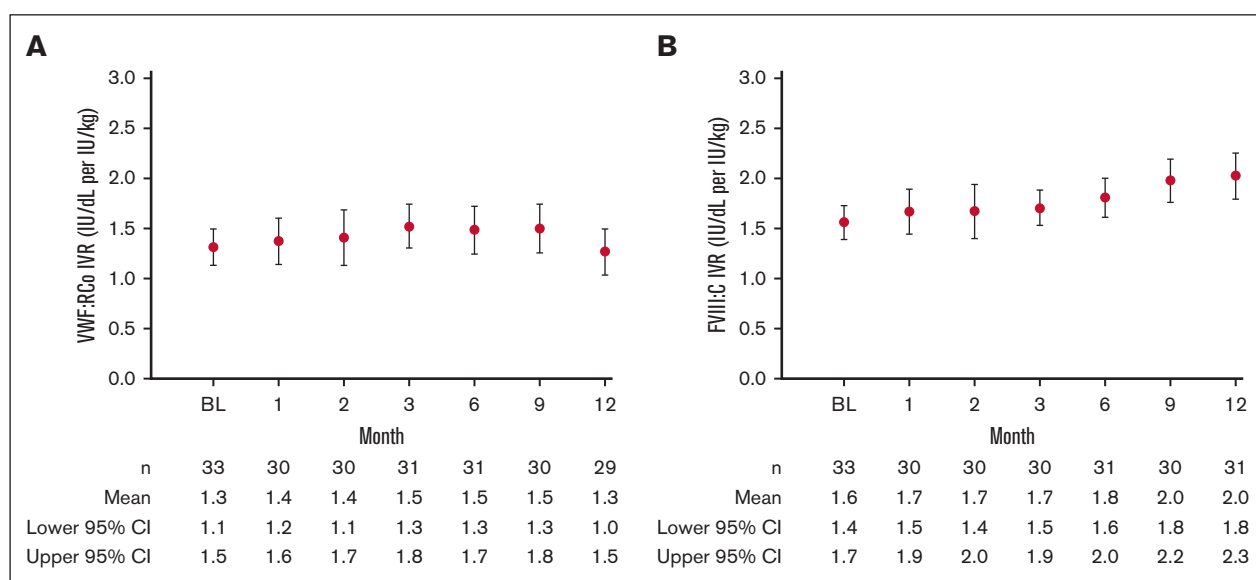 A
VWF:RCo IVR (IU/dL per IU/kg)
3.0
2.5
2.0
1.5
1.0
0.5
0.0
BL 1 2 3 6 9 12
Month
n 33 30 30 31 31 30 29
Mean 1.3 1.4 1.4 1.5 1.5 1.5 1.3
Lower 95% CI 1.1 1.2 1.1 1.3 1.3 1.3 1.0
Upper 95% CI 1.5 1.6 1.7 1.8 1.7 1.8 1.5
B
FVIII:C IVR (IU/dL per IU/kg)
3.0
2.5
2.0
1.5
1.0
0.5
0.0
BL 1 2 3 6 9 12
Month
n 33 30 30 30 31 30 31
Mean 1.6 1.7 1.7 1.7 1.8 2.0 2.0
Lower 95% CI 1.4 1.5 1.4 1.5 1.6 1.8 1.8
Upper 95% CI 1.7 1.9 2.0 1.9 2.0 2.2 2.3